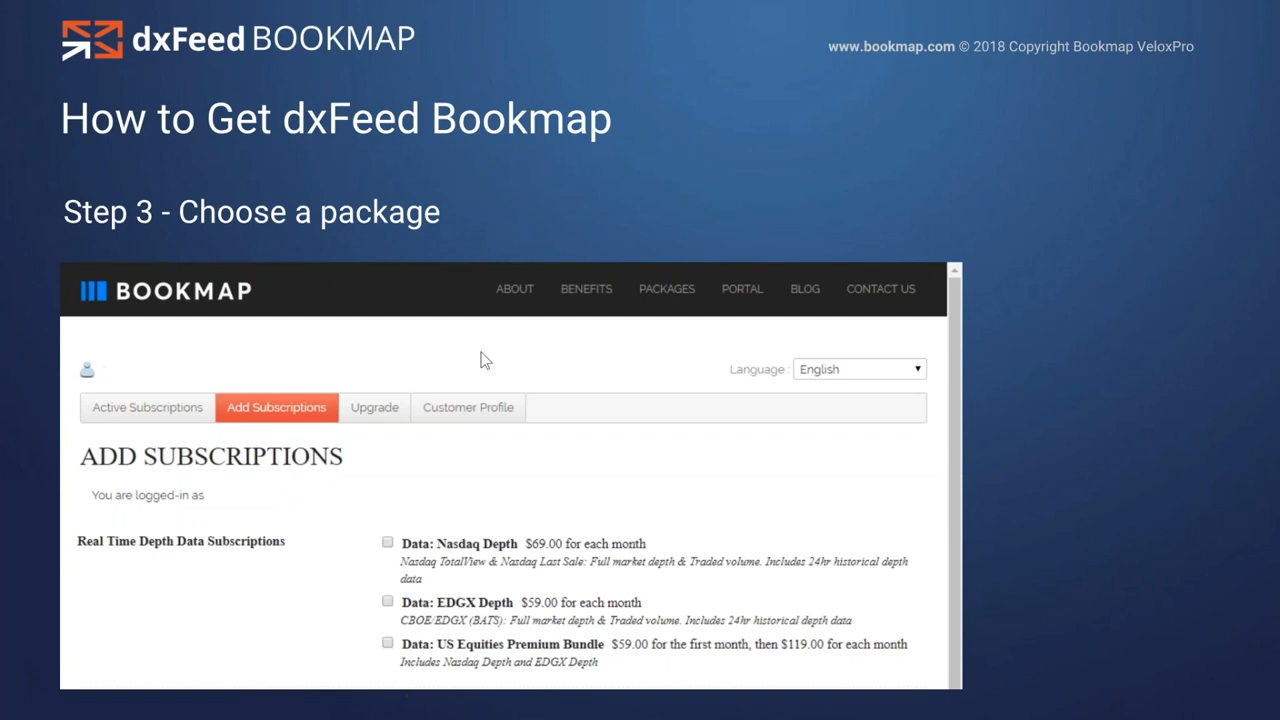 dxFeed BOOKMAP
www.bookmap.com © 2018 Copyright Bookmap VeloxPro
How to Get dxFeed Bookmap
Step 3 - Choose a package
BOOKMAP
ABOUT BENEFITS PACKAGES PORTAL BLOG CONTACT US
Language : English
Active Subscriptions Add Subscriptions Upgrade Customer Profile
ADD SUBSCRIPTIONS
You are logged-in as
Real Time Depth Data Subscriptions
Data: Nasdaq Depth $69.00 for each month
Nasdaq TotalView & Nasdaq Last Sale: Full market depth & Traded volume. Includes 24hr historical depth
data
Data: EDGX Depth $59.00 for each month
CBOE/EDGX (BATS): Full market depth & Traded volume. Includes 24hr historical depth data
Data: US Equities Premium Bundle $59.00 for the first month, then $119.00 for each month
Includes Nasdaq Depth and EDGX Depth